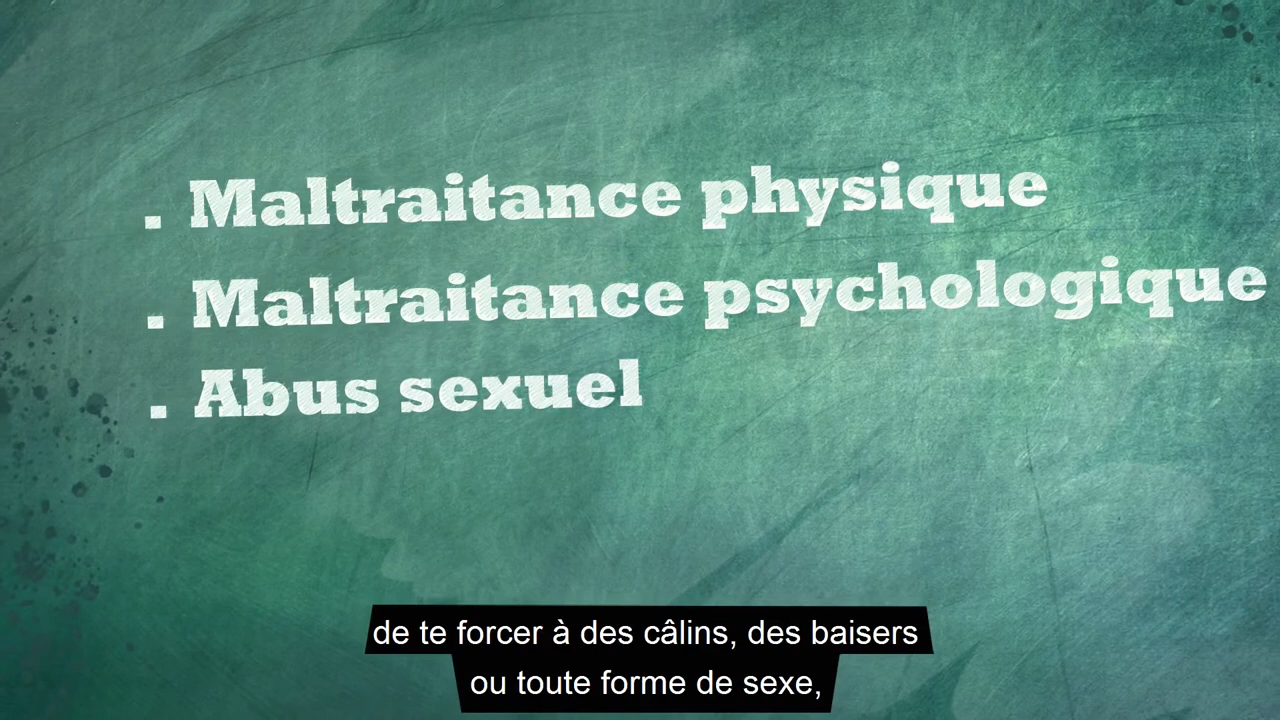 . Maltraitance physique
. Maltraitance psychologique
. Abus sexuel
de te forcer à des câlins, des baisers
ou toute forme de sexe,